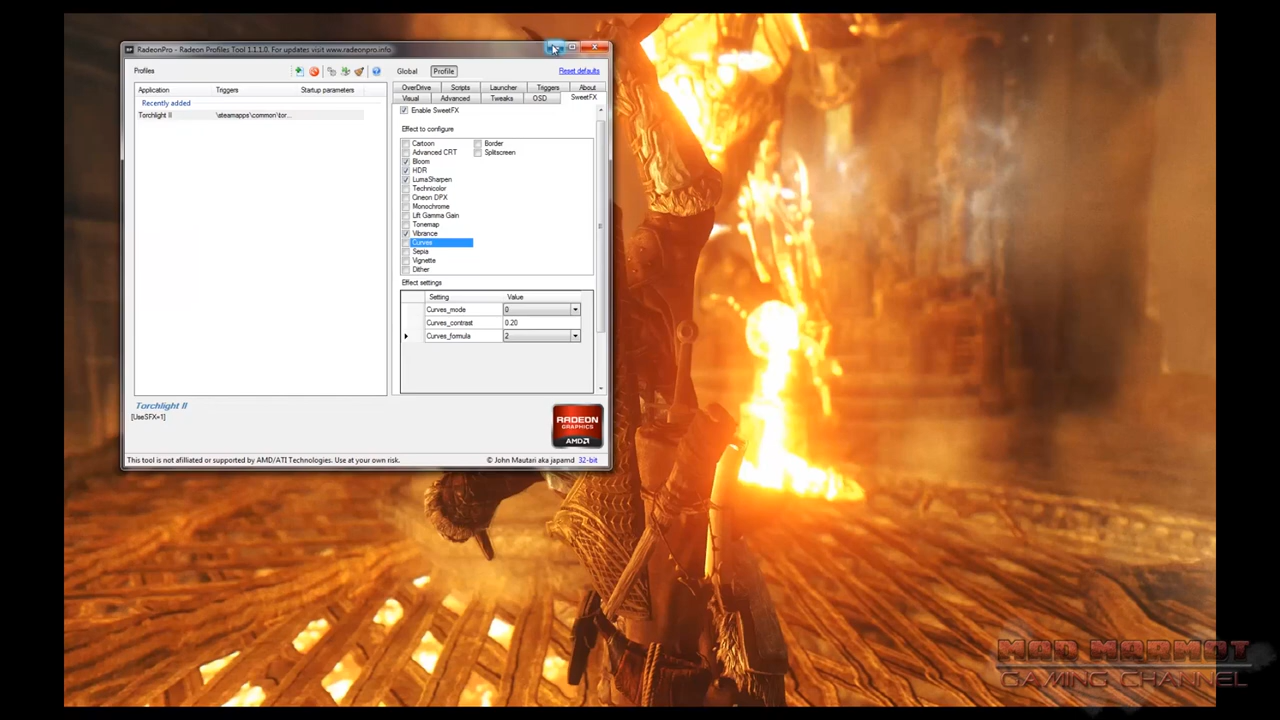 RadeonPro - Radeon Profiles Tool 1.1.1.0. For updates visit www.radeonpro.info
Profiles
Global
Profile
Reset defaults
Application
Triggers
Startup parameters
Recently added
Torchlight II
\steamapps\common\tor...
OverDrive
Scripts
Launcher
Triggers
About
Visual
Advanced
Tweaks
OSD
SweetFX
Enable SweetFX
Effect to configure
Cartoon
Advanced CRT
Bloom
HDR
LumaSharpen
Technicolor
Cineon DPX
Monochrome
Lift Gamma Gain
Tonemap
Vibrance
Curves
Sepia
Vignette
Dither
Border
Splitscreen
Effect settings
Setting
Value
Curves_mode
0
Curves_contrast
0.20
Curves_formula
2
Torchlight II
[UseSFX=1]
RADEON
GRAPHICS
AMD
This tool is not afilliated or supported by AMD/ATI Technologies. Use at your own risk.
© John Mautari aka japamd
32-bit
MAD MARMOT
GAMING CHANNEL